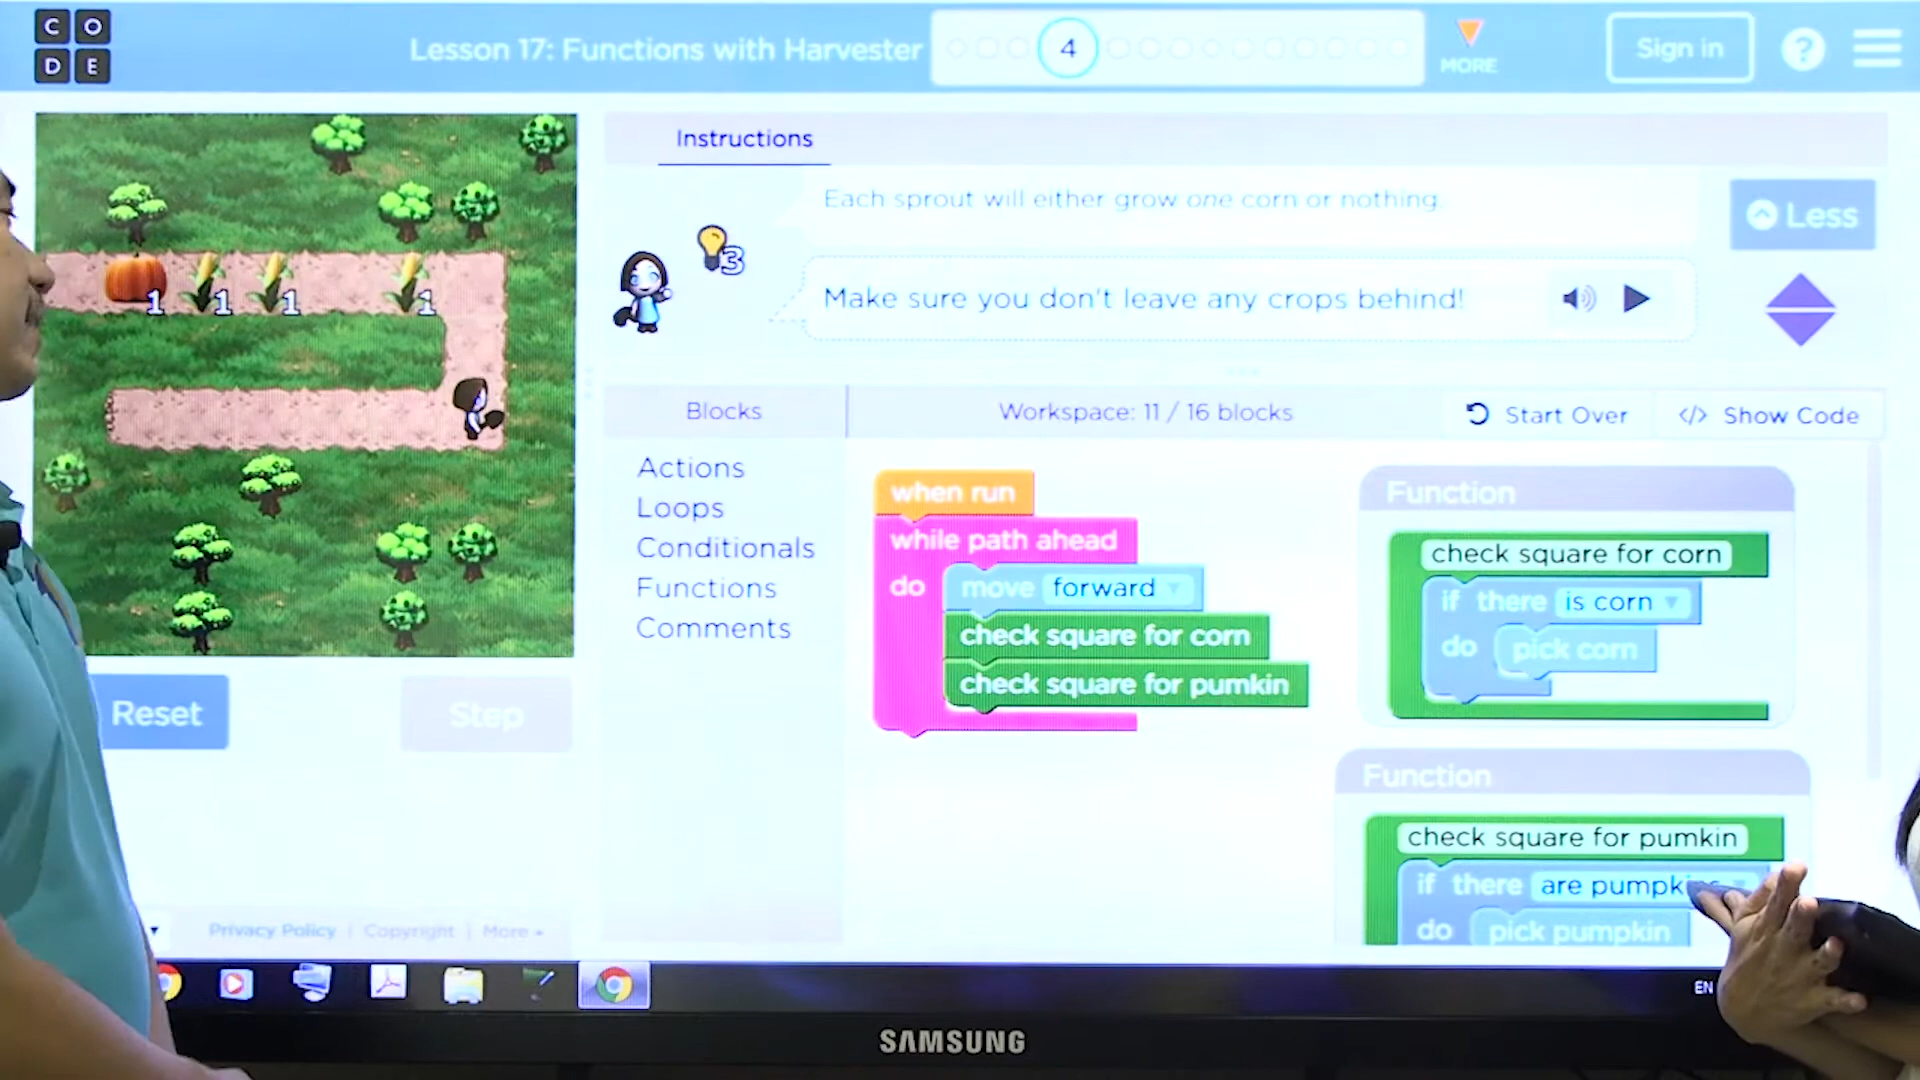 C O
D E
Lesson 17: Functions with Harvester
4
MORE
Sign in
?
Instructions
Each sprout will either grow one corn or nothing.
Less
3
Make sure you don't leave any crops behind!
1 1 1 1
Blocks
Workspace: 11 / 16 blocks
Start Over
</> Show Code
Actions
Loops
Conditionals
Functions
Comments
when run
while path ahead
do move forward
check square for corn
check square for pumkin
Function
check square for corn
if there is corn
do pick corn
Function
check square for pumkin
if there are
do pick pumpkin
Reset
Step
Privacy Policy | Copyright | More
EN
SAMSUNG